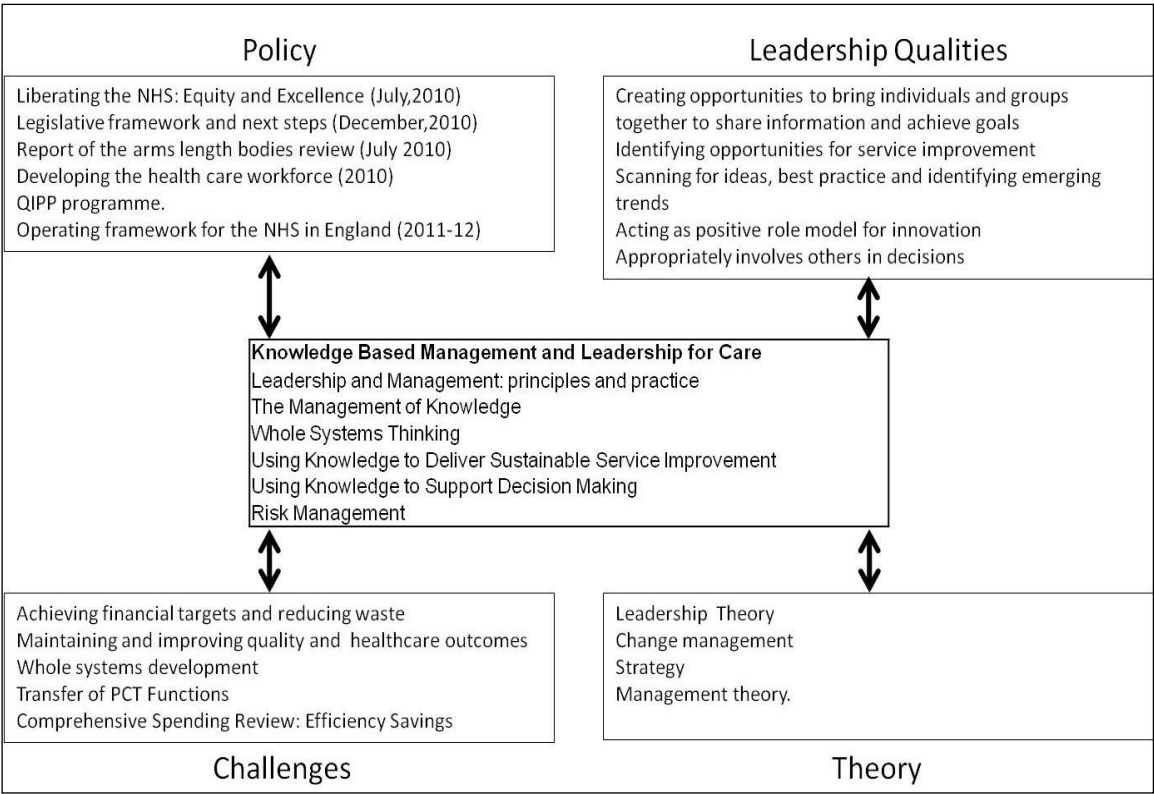 Policy
Liberating the NHS: Equity and Excellence (July,2010)
Legislative framework and next steps (December,2010)
Report of the arms length bodies review (July 2010)
Developing the health care workforce (2010)
QIPP programme.
Operating framework for the NHS in England (2011-12)
Leadership Qualities
Creating opportunities to bring individuals and groups
together to share information and achieve goals
Identifying opportunities for service improvement
Scanning for ideas, best practice and identifying emerging
trends
Acting as positive role model for innovation
Appropriately involves others in decisions
Knowledge Based Management and Leadership for Care
Leadership and Management: principles and practice
The Management of Knowledge
Whole Systems Thinking
Using Knowledge to Deliver Sustainable Service Improvement
Using Knowledge to Support Decision Making
Risk Management
Achieving financial targets and reducing waste
Maintaining and improving quality and healthcare outcomes
Whole systems development
Transfer of PCT Functions
Comprehensive Spending Review: Efficiency Savings
Challenges
Leadership Theory
Change management
Strategy
Management theory.
Theory